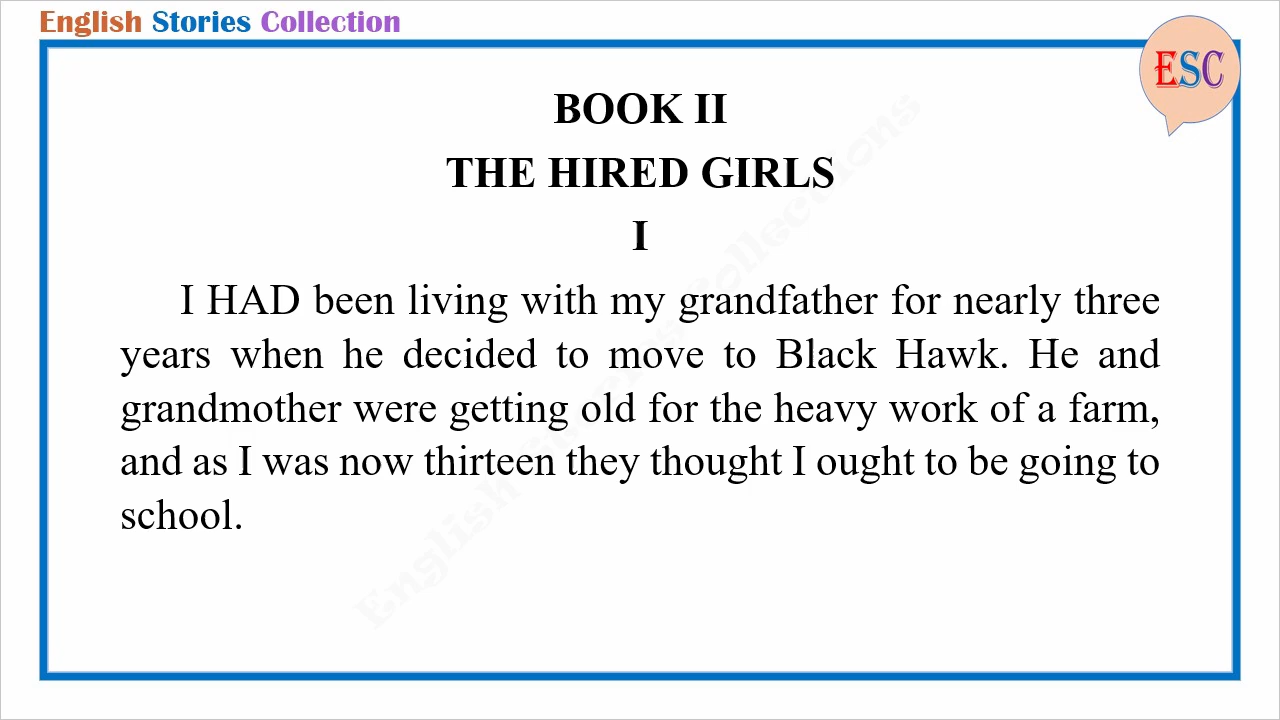 English Stories Collection
ESC
BOOK II
THE HIRED GIRLS
I
I HAD been living with my grandfather for nearly three
years when he decided to move to Black Hawk. He and
grandmother were getting old for the heavy work of a farm,
and as I was now thirteen they thought I ought to be going to
school.